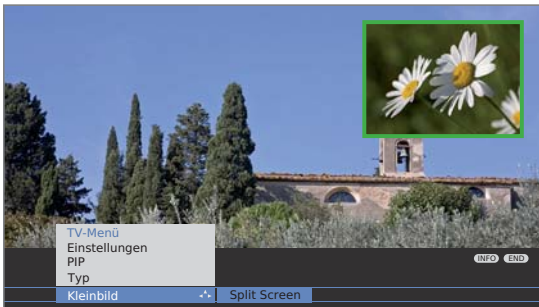 TV-Menü
Einstellungen
PIP
INFO END
Typ
Kleinbild Split Screen